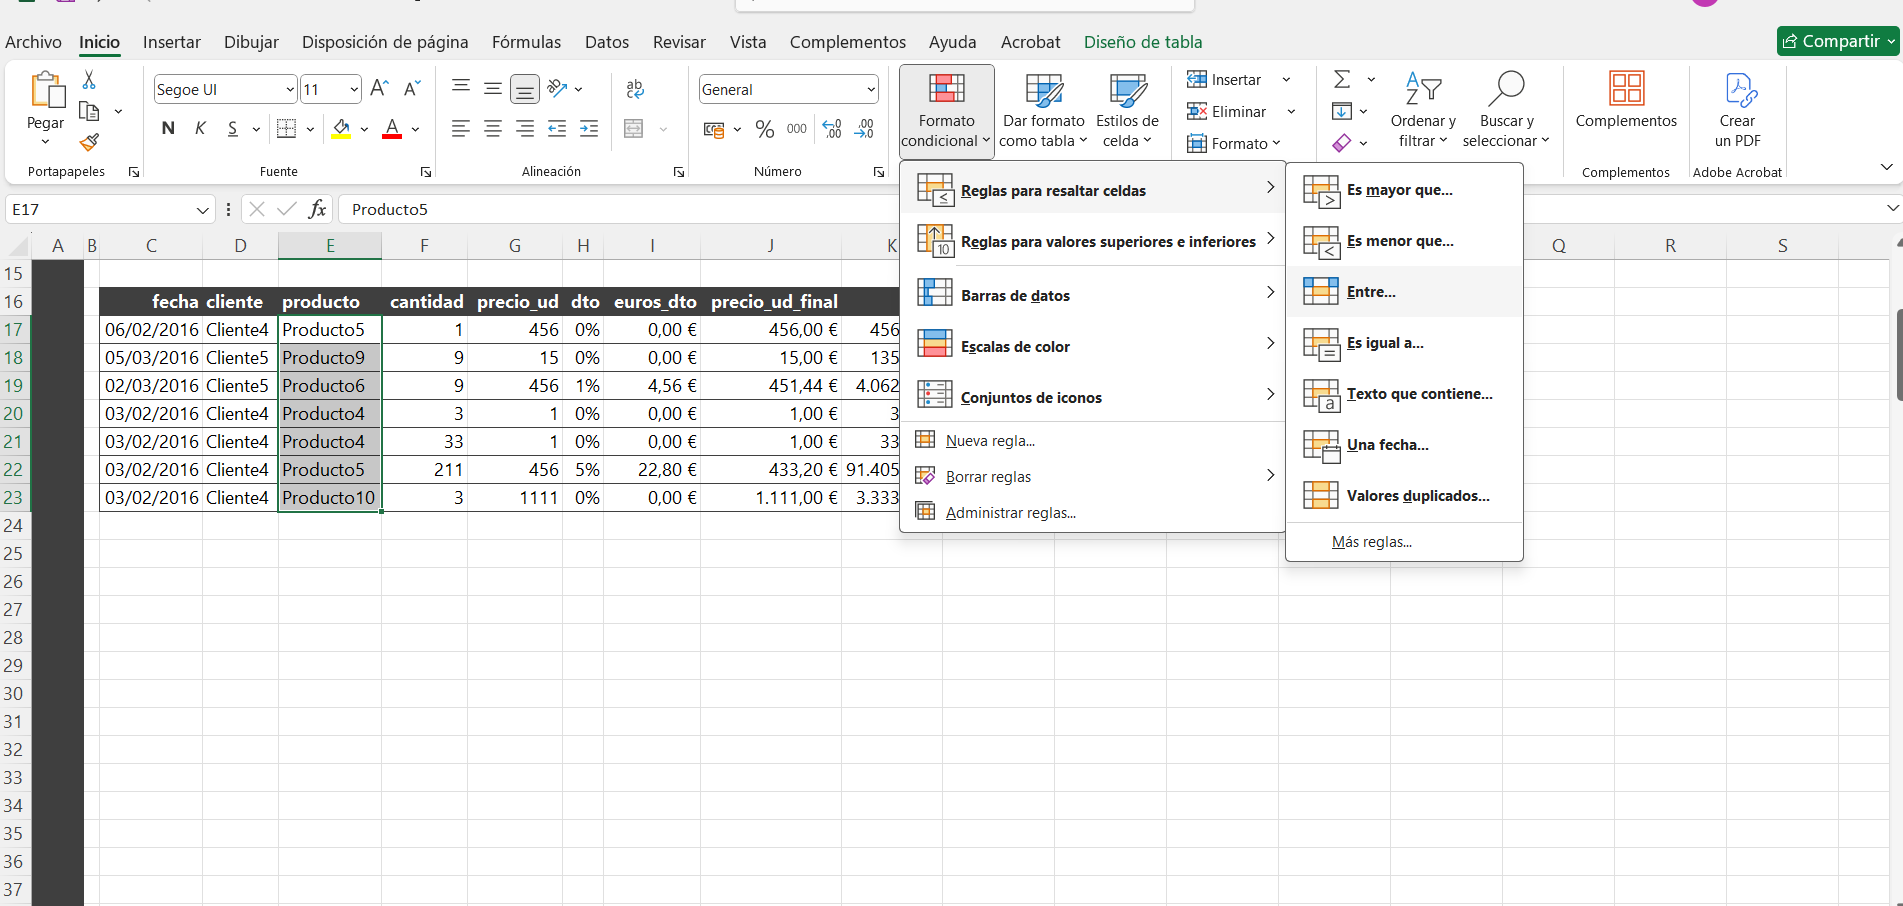 Archivo Inicio Insertar Dibujar Disposición de página Fórmulas Datos Revisar Vista Complementos Ayuda Acrobat Diseño de tabla Compartir
Pegar
Portapapeles
Segoe UI 11
N K S
Fuente
ab
Alineación
General
% 000
Número
Formato condicional
Dar formato como tabla
Estilos de celda
Insertar
Eliminar
Formato
Ordenar y filtrar
Buscar y seleccionar
Complementos
Complementos
Crear un PDF
Adobe Acrobat
E17 fx Producto5
A B C D E F G H I J K Q R S
15
16 fecha cliente producto cantidad precio_ud dto euros_dto precio_ud_final
17 06/02/2016 Cliente4 Producto5 1 456 0% 0,00 € 456,00 € 456
18 05/03/2016 Cliente5 Producto9 9 15 0% 0,00 € 15,00 € 135
19 02/03/2016 Cliente5 Producto6 9 456 1% 4,56 € 451,44 € 4.062
20 03/02/2016 Cliente4 Producto4 3 1 0% 0,00 € 1,00 € 3
21 03/02/2016 Cliente4 Producto4 33 1 0% 0,00 € 1,00 € 33
22 03/02/2016 Cliente4 Producto5 211 456 5% 22,80 € 433,20 € 91.405
23 03/02/2016 Cliente4 Producto10 3 1111 0% 0,00 € 1.111,00 € 3.333
24
25
26
27
28
29
30
31
32
33
34
35
36
37
Reglas para resaltar celdas
Reglas para valores superiores e inferiores
Barras de datos
Escalas de color
Conjuntos de iconos
Nueva regla...
Borrar reglas
Administrar reglas...
Es mayor que...
Es menor que...
Entre...
Es igual a...
Texto que contiene...
Una fecha...
Valores duplicados...
Más reglas...